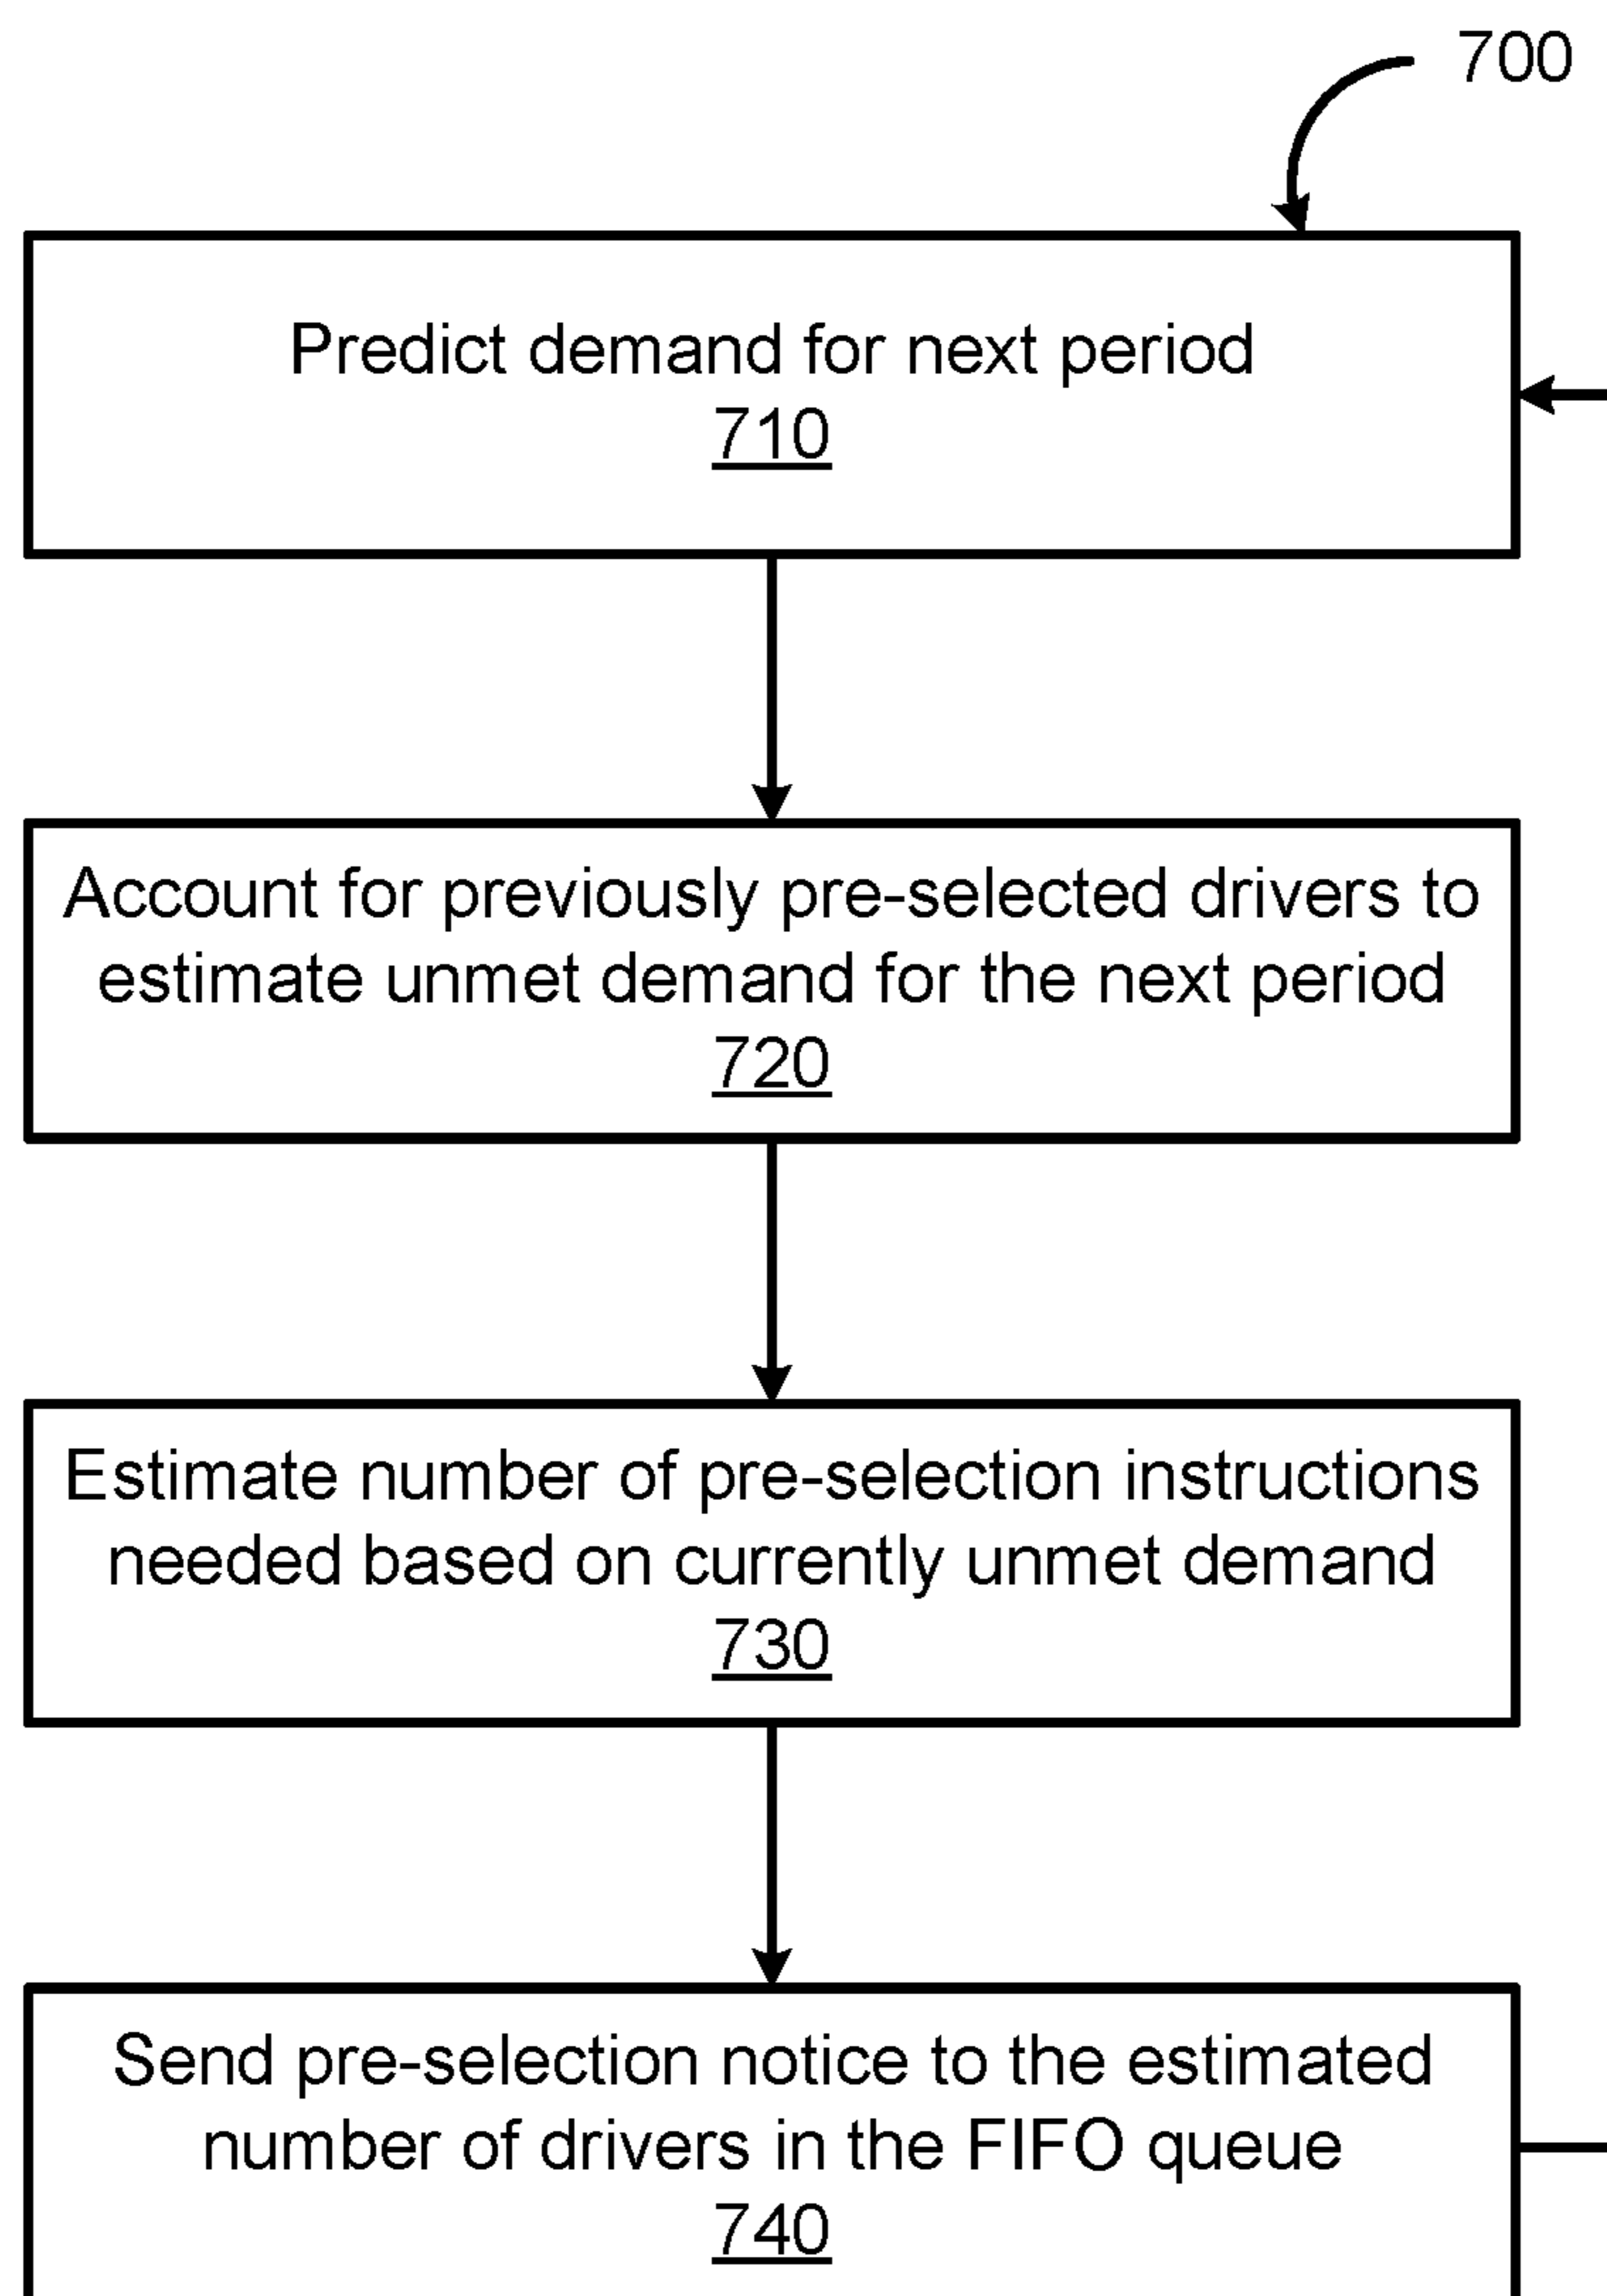 700
Predict demand for next period
710
Account for previously pre-selected drivers to
estimate unmet demand for the next period
720
Estimate number of pre-selection instructions
needed based on currently unmet demand
730
Send pre-selection notice to the estimated
number of drivers in the FIFO queue
740